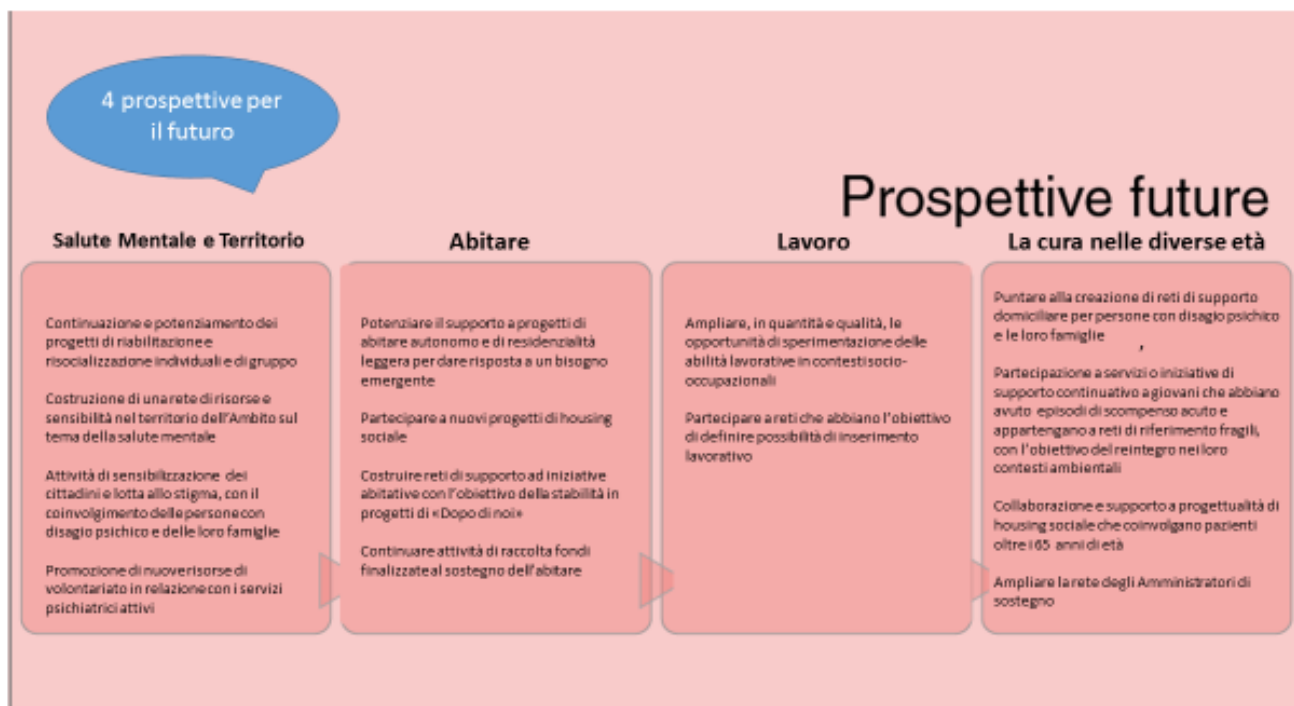 4 prospettive per
il futuro
Prospettive future
Salute Mentale e Territorio
Continuazione e potenziamento dei
progetti di riabilitazione e
risocializzazione individuali e di gruppo
Costruzione di una rete di risorse e
sensibilità nel territorio dell'Ambito sul
tema della salute mentale
Attività di sensibilizzazione dei
cittadini e lotta allo stigma, con il
coinvolgimento delle persone con
disagio psichico e delle loro famiglie
Promozione di nuove risorse di
volontariato in relazione con i servizi
psichiatrici attivi
Abitare
Potenziare il supporto a progetti di
abitare autonomo e di residenzialità
leggera per dare risposta a un bisogno
emergente
Partecipare a nuovi progetti di housing
sociale
Costruire reti di supporto ad iniziative
abitative con l'obiettivo della stabilità in
progetti di «Dopo di noi»
Continuare attività di raccolta fondi
finalizzate al sostegno dell'abitare
Lavoro
Ampliare, in quantità e qualità, le
opportunità di sperimentazione delle
abilità lavorative in contesti socio-
occupazionali
Partecipare a reti che abbiano l'obiettivo
di definire possibilità di inserimento
lavorativo
La cura nelle diverse età
Puntare alla creazione di reti di supporto
domiciliare per persone con disagio psichico
e le loro famiglie ,
Partecipazione a servizi o iniziative di
supporto continuativo a giovani che abbiano
avuto episodi di scompenso acuto e
appartengano a reti di riferimento fragili,
con l'obiettivo del reintegro nei loro
contesti ambientali
Collaborazione e supporto a progettualità di
housing sociale che coinvolgano pazienti
oltre i 65 anni di età
Ampliare la rete degli Amministratori di
sostegno